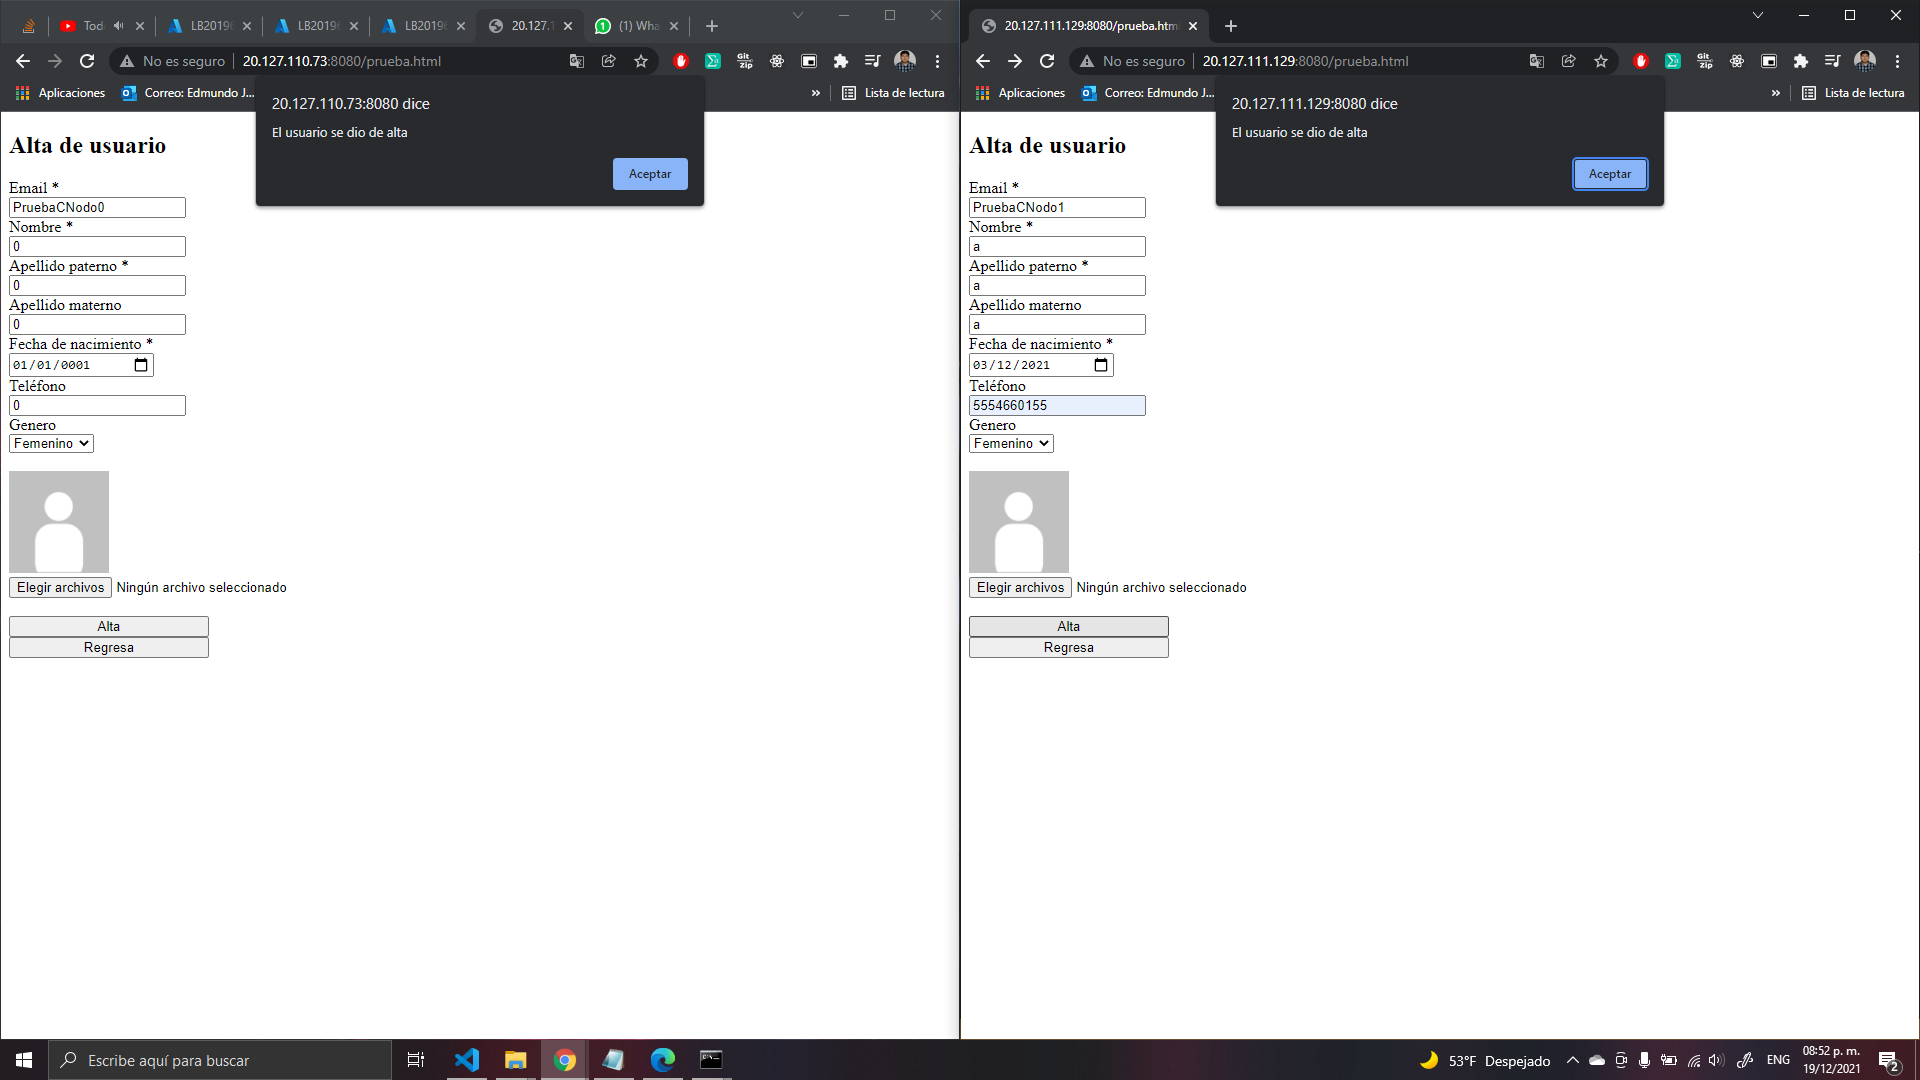 Tod
LB2019
LB2019
LB2019
20.127.1
(1) Wha
No es seguro
20.127.110.73:8080/prueba.html
Aplicaciones
Correo: Edmundo J...
»
Lista de lectura
20.127.110.73:8080 dice
El usuario se dio de alta
Aceptar
Alta de usuario
Email *
PruebaCNodo0
Nombre *
0
Apellido paterno *
0
Apellido materno
0
Fecha de nacimiento *
01/01/0001
Teléfono
0
Genero
Femenino
Elegir archivos Ningún archivo seleccionado
Alta
Regresa
20.127.111.129:8080/prueba.htm
No es seguro
20.127.111.129:8080/prueba.html
Aplicaciones
Correo: Edmundo J...
»
Lista de lectura
20.127.111.129:8080 dice
El usuario se dio de alta
Aceptar
Alta de usuario
Email *
PruebaCNodo1
Nombre *
a
Apellido paterno *
a
Apellido materno
a
Fecha de nacimiento *
03/12/2021
Teléfono
5554660155
Genero
Femenino
Elegir archivos Ningún archivo seleccionado
Alta
Regresa
Escribe aquí para buscar
53°F Despejado
ENG
08:52 p. m.
19/12/2021
2